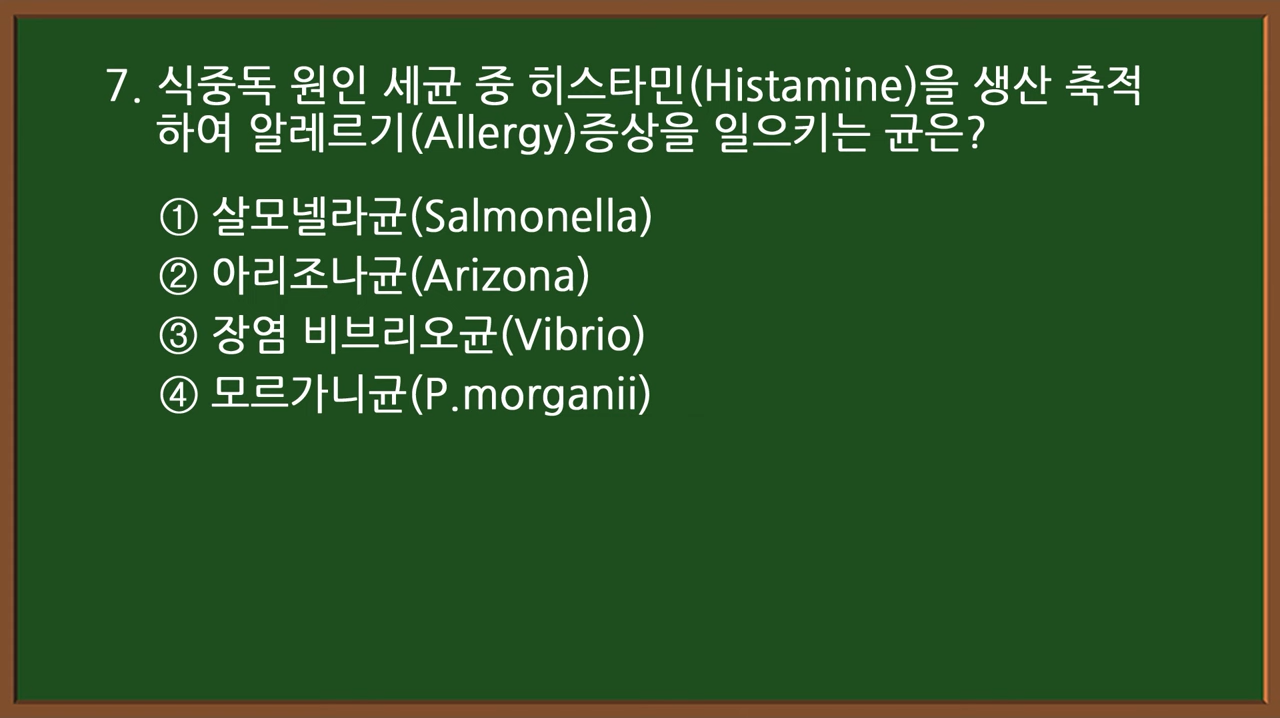 7. 식중독 원인 세균 중 히스타민(Histamine)을 생산 축적
하여 알레르기(Allergy)증상을 일으키는 균은?
① 살모넬라균(Salmonella)
② 아리조나균(Arizona)
③ 장염 비브리오균(Vibrio)
④ 모르가니균(P.morganii)